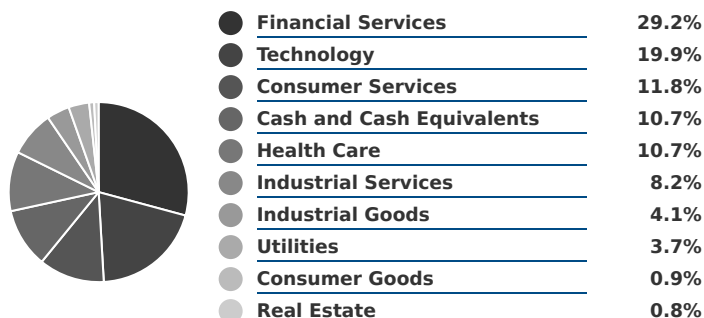 Financial Services 29.2%
Technology 19.9%
Consumer Services 11.8%
Cash and Cash Equivalents 10.7%
Health Care 10.7%
Industrial Services 8.2%
Industrial Goods 4.1%
Utilities 3.7%
Consumer Goods 0.9%
Real Estate 0.8%